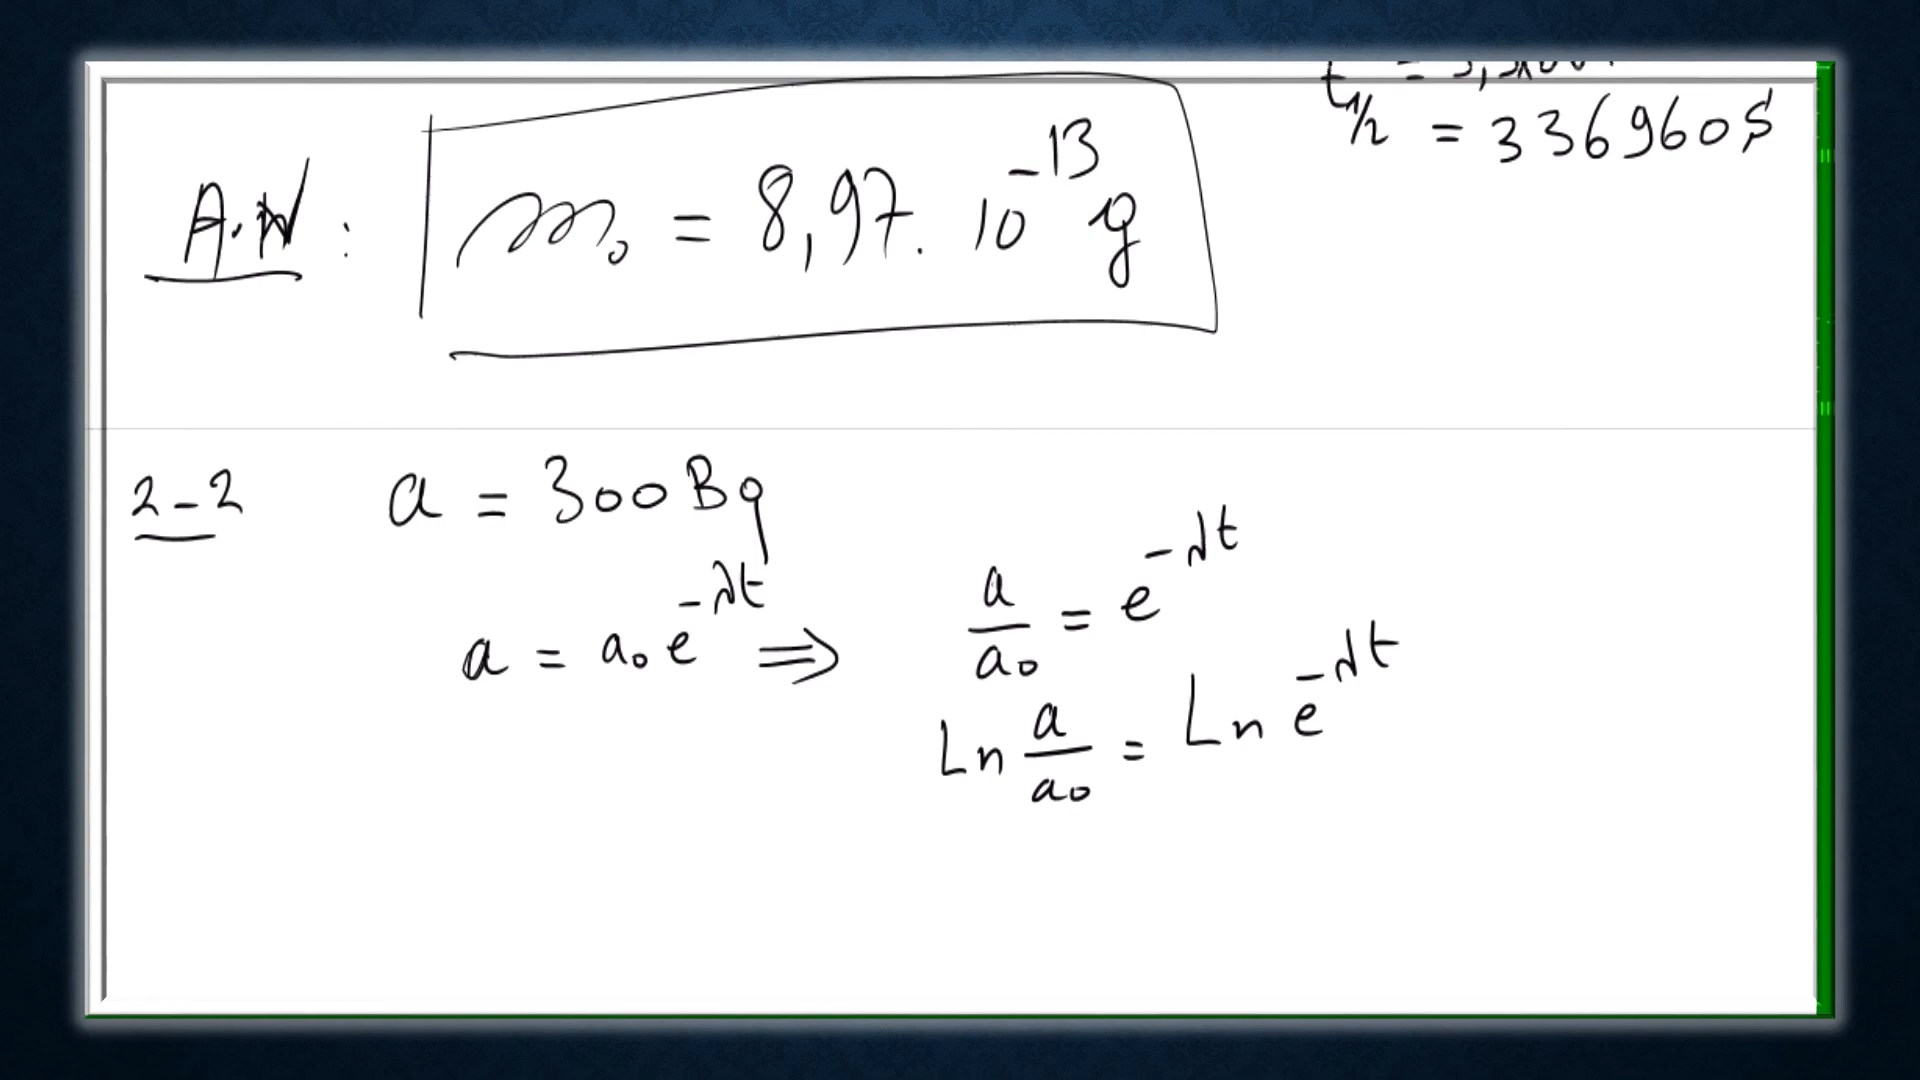 t½ = 336960s
A.N : m₀ = 8,97. 10⁻¹³ g
2-2 a = 300 Bq
a = a₀ e^-λt ⟹ a/a₀ = e^-λt
Ln a/a₀ = Ln e^-λt